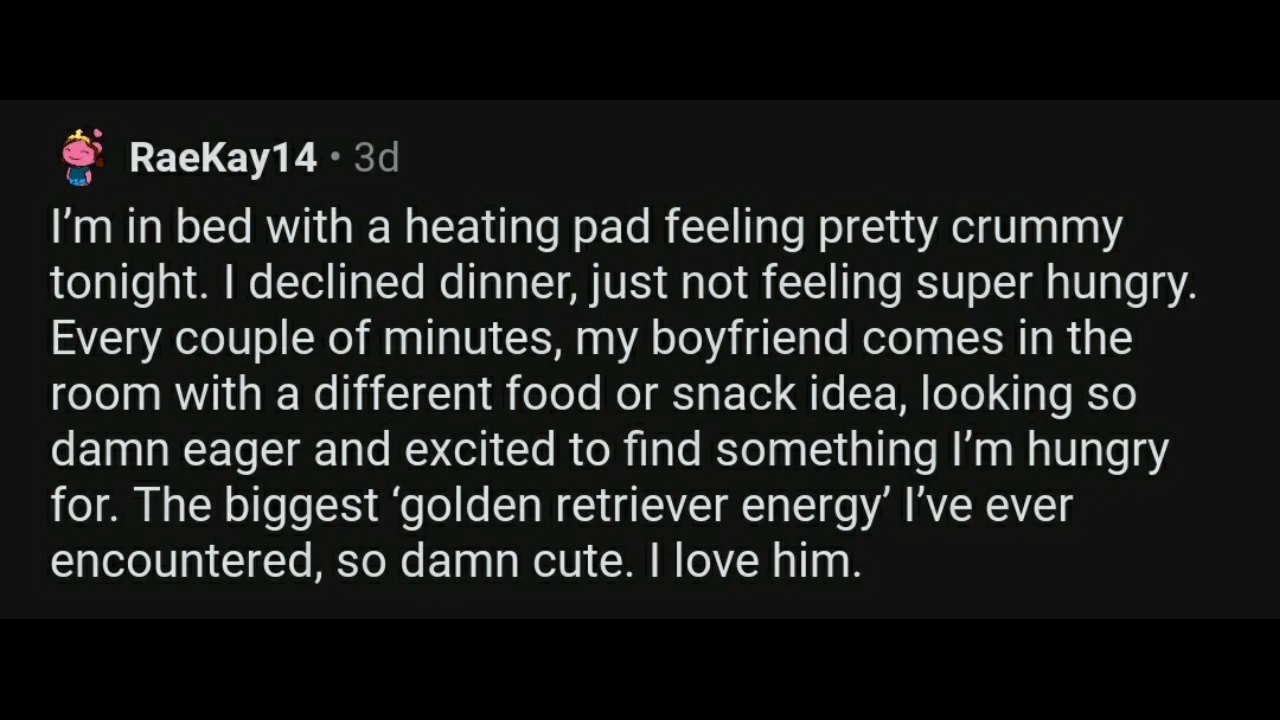 RaeKay14 • 3d
I’m in bed with a heating pad feeling pretty crummy
tonight. I declined dinner, just not feeling super hungry.
Every couple of minutes, my boyfriend comes in the
room with a different food or snack idea, looking so
damn eager and excited to find something I’m hungry
for. The biggest ‘golden retriever energy’ I’ve ever
encountered, so damn cute. I love him.